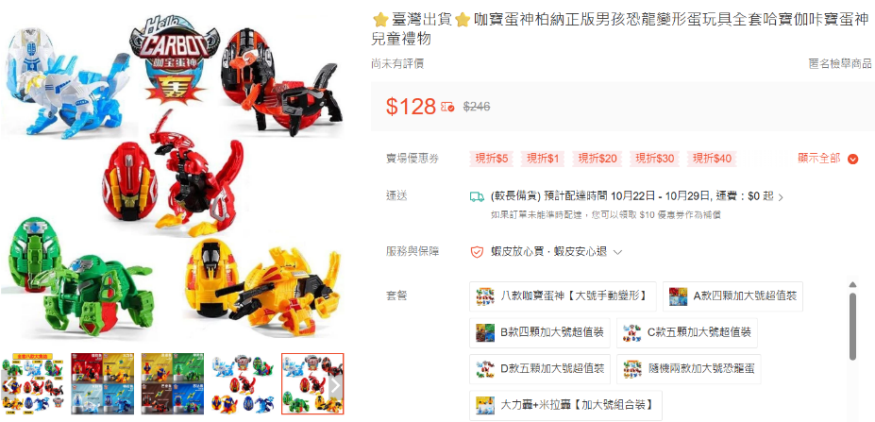 Hello
CARBOT
咖宝蛋神
⭐臺灣出貨⭐咖寶蛋神柏納正版男孩恐龍變形蛋玩具全套哈寶伽咔寶蛋神
兒童禮物
尚未有評價
匿名檢舉商品
$128 $246
賣場優惠券 現折$5 現折$1 現折$20 現折$30 現折$40 顯示全部
運送 (較長備貨) 預計配達時間 10月22日 - 10月29日, 運費：$0 起
如果訂單未能準時配達，您可以領取 $10 優惠券作為補償
服務與保障 蝦皮放心買 · 蝦皮安心退
套餐 八款咖寶蛋神【大號手動變形】 A款四顆加大號超值裝
B款四顆加大號超值裝 C款五顆加大號超值裝
D款五顆加大號超值裝 隨機兩款加大號恐龍蛋
大力轟+米拉轟【加大號組合裝】